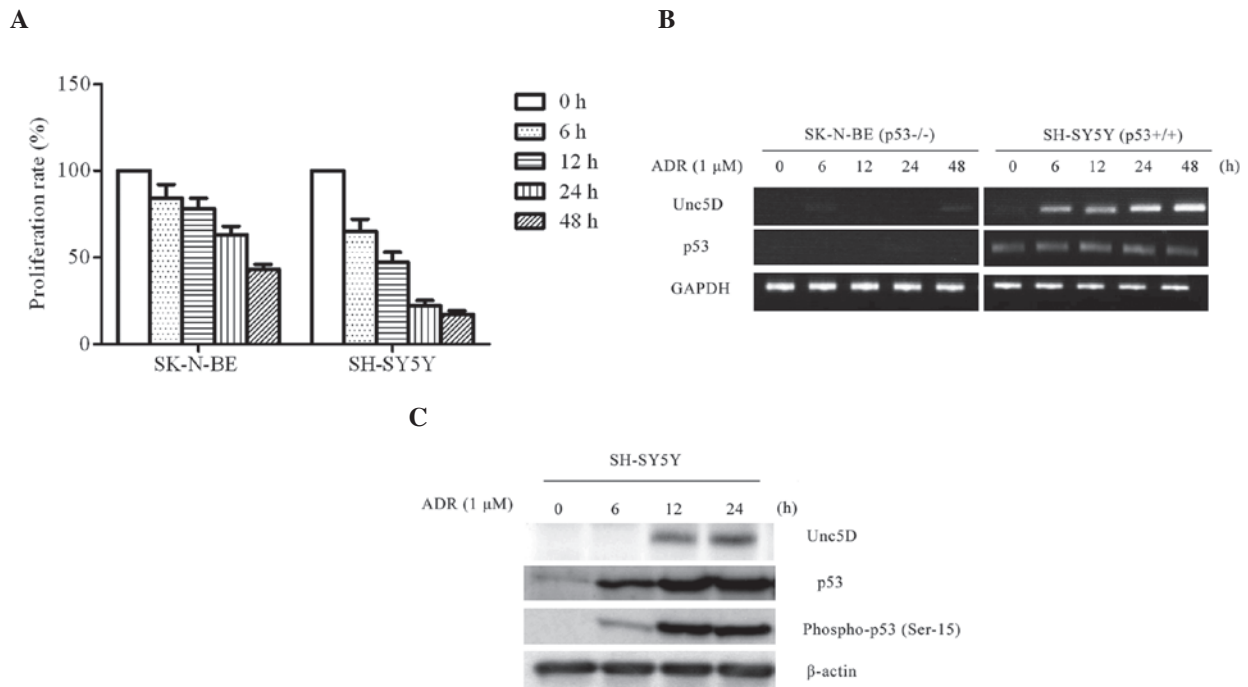 A
150
100
50
0
Proliferation rate (%)
SK-N-BE
SH-SY5Y
0 h
6 h
12 h
24 h
48 h
B
SK-N-BE (p53-/-)
SH-SY5Y (p53+/+)
ADR (1 μM) 0 6 12 24 48 0 6 12 24 48 (h)
Unc5D
p53
GAPDH
C
SH-SY5Y
ADR (1 μM) 0 6 12 24 (h)
Unc5D
p53
Phospho-p53 (Ser-15)
β-actin